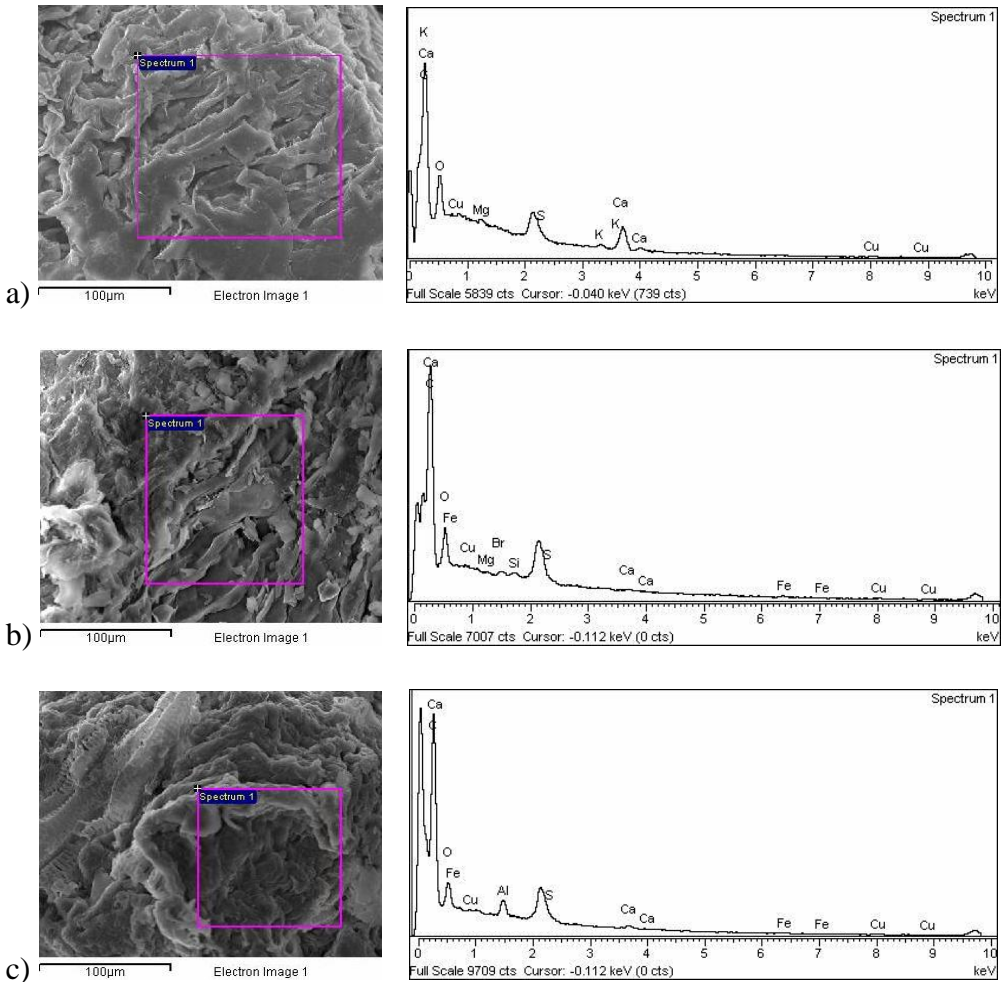 Spectrum 1
100µm
Electron Image 1
a)
Spectrum 1
K
Ca
O
Cu
Mg
S
K
K
Ca
Ca
Cu
Cu
0 1 2 3 4 5 6 7 8 9 10
Full Scale 5839 cts Cursor: -0.040 keV (739 cts)
keV
Spectrum 1
100µm
Electron Image 1
b)
Spectrum 1
Ca
C
O
Fe
Cu
Mg
Br
Si
S
Ca
Ca
Fe
Fe
Cu
Cu
0 1 2 3 4 5 6 7 8 9 10
Full Scale 7007 cts Cursor: -0.112 keV (0 cts)
keV
Spectrum 1
100µm
Electron Image 1
c)
Spectrum 1
Ca
C
O
Fe
Cu
Al
S
Ca
Ca
Fe
Fe
Cu
Cu
0 1 2 3 4 5 6 7 8 9 10
Full Scale 9709 cts Cursor: -0.112 keV (0 cts)
keV